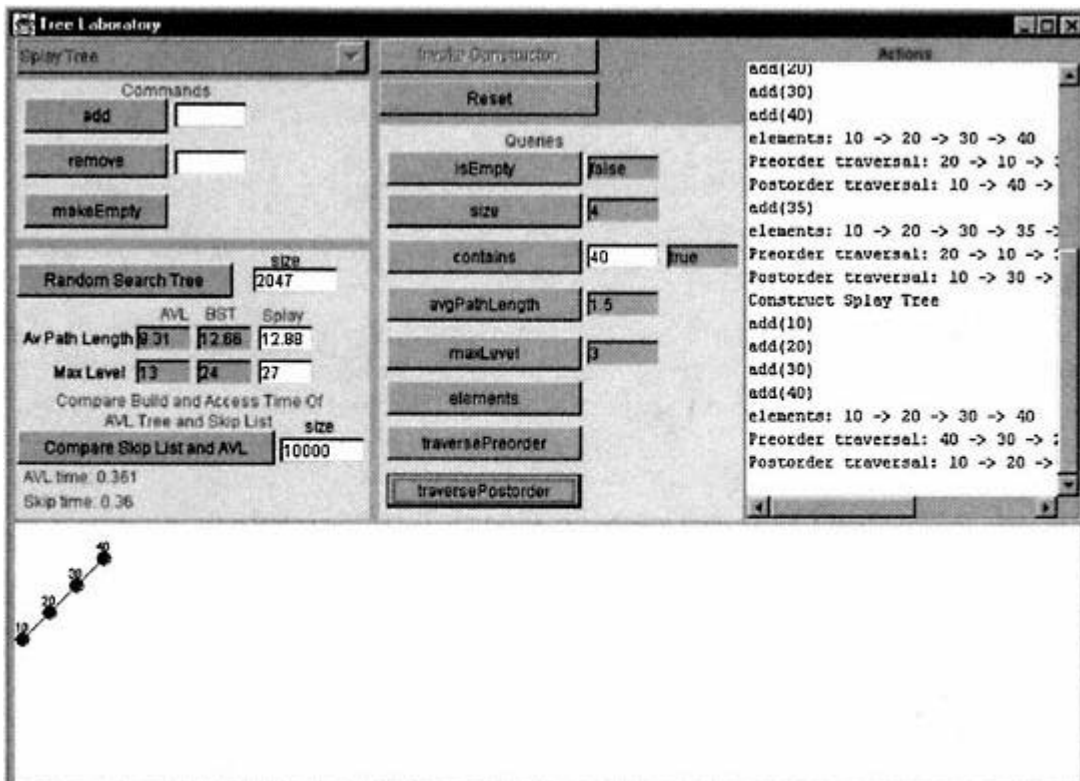 Tree Laboratory
Splay Tree
Commands
add
remove
makeEmpty
Random Search Tree
size
2047
AVL BST Splay
Av Path Length 9.31 12.66 12.88
Max Level 13 24 27
Compare Build and Access Time Of
AVL Tree and Skip List
size
Compare Skip List and AVL 10000
AVL time: 0.361
Skip time: 0.36
Constructor
Reset
Queries
isEmpty false
size 4
contains 40 true
avgPathLength 1.5
maxLevel 3
elements
traversePreorder
traversePostorder
Actions
add(20)
add(30)
add(40)
elements: 10 -> 20 -> 30 -> 40
Preorder traversal: 20 -> 10 ->
Postorder traversal: 10 -> 40 ->
add(35)
elements: 10 -> 20 -> 30 -> 35 -
Preorder traversal: 20 -> 10 ->
Postorder traversal: 10 -> 30 ->
Construct Splay Tree
add(10)
add(20)
add(30)
add(40)
elements: 10 -> 20 -> 30 -> 40
Preorder traversal: 40 -> 30 ->
Postorder traversal: 10 -> 20 ->
40
30
20
10